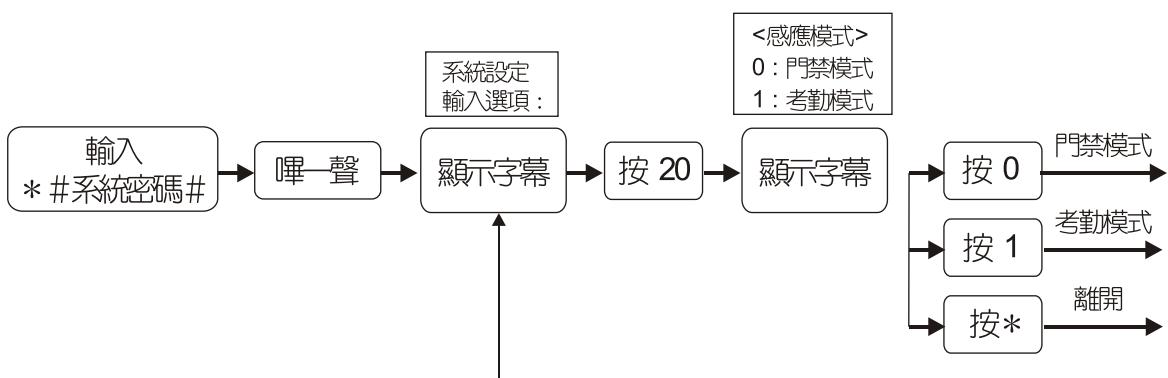 系統設定
輸入選項：
<感應模式>
0：門禁模式
1：考勤模式
輸入
＊#系統密碼#
嗶一聲
顯示字幕
按 20
顯示字幕
按 0
門禁模式
按 1
考勤模式
按＊
離開